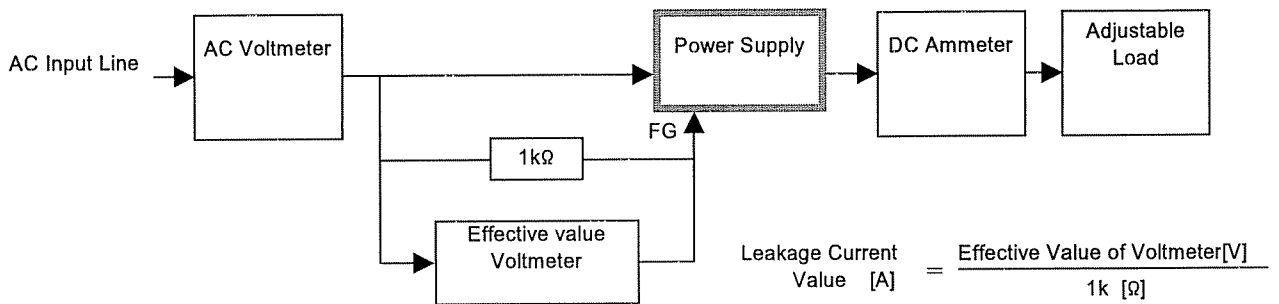 AC Input Line
AC Voltmeter
Power Supply
DC Ammeter
Adjustable
Load
FG
1kΩ
Effective value
Voltmeter
Leakage Current
Value [A]
= Effective Value of Voltmeter[V]
1k [Ω]